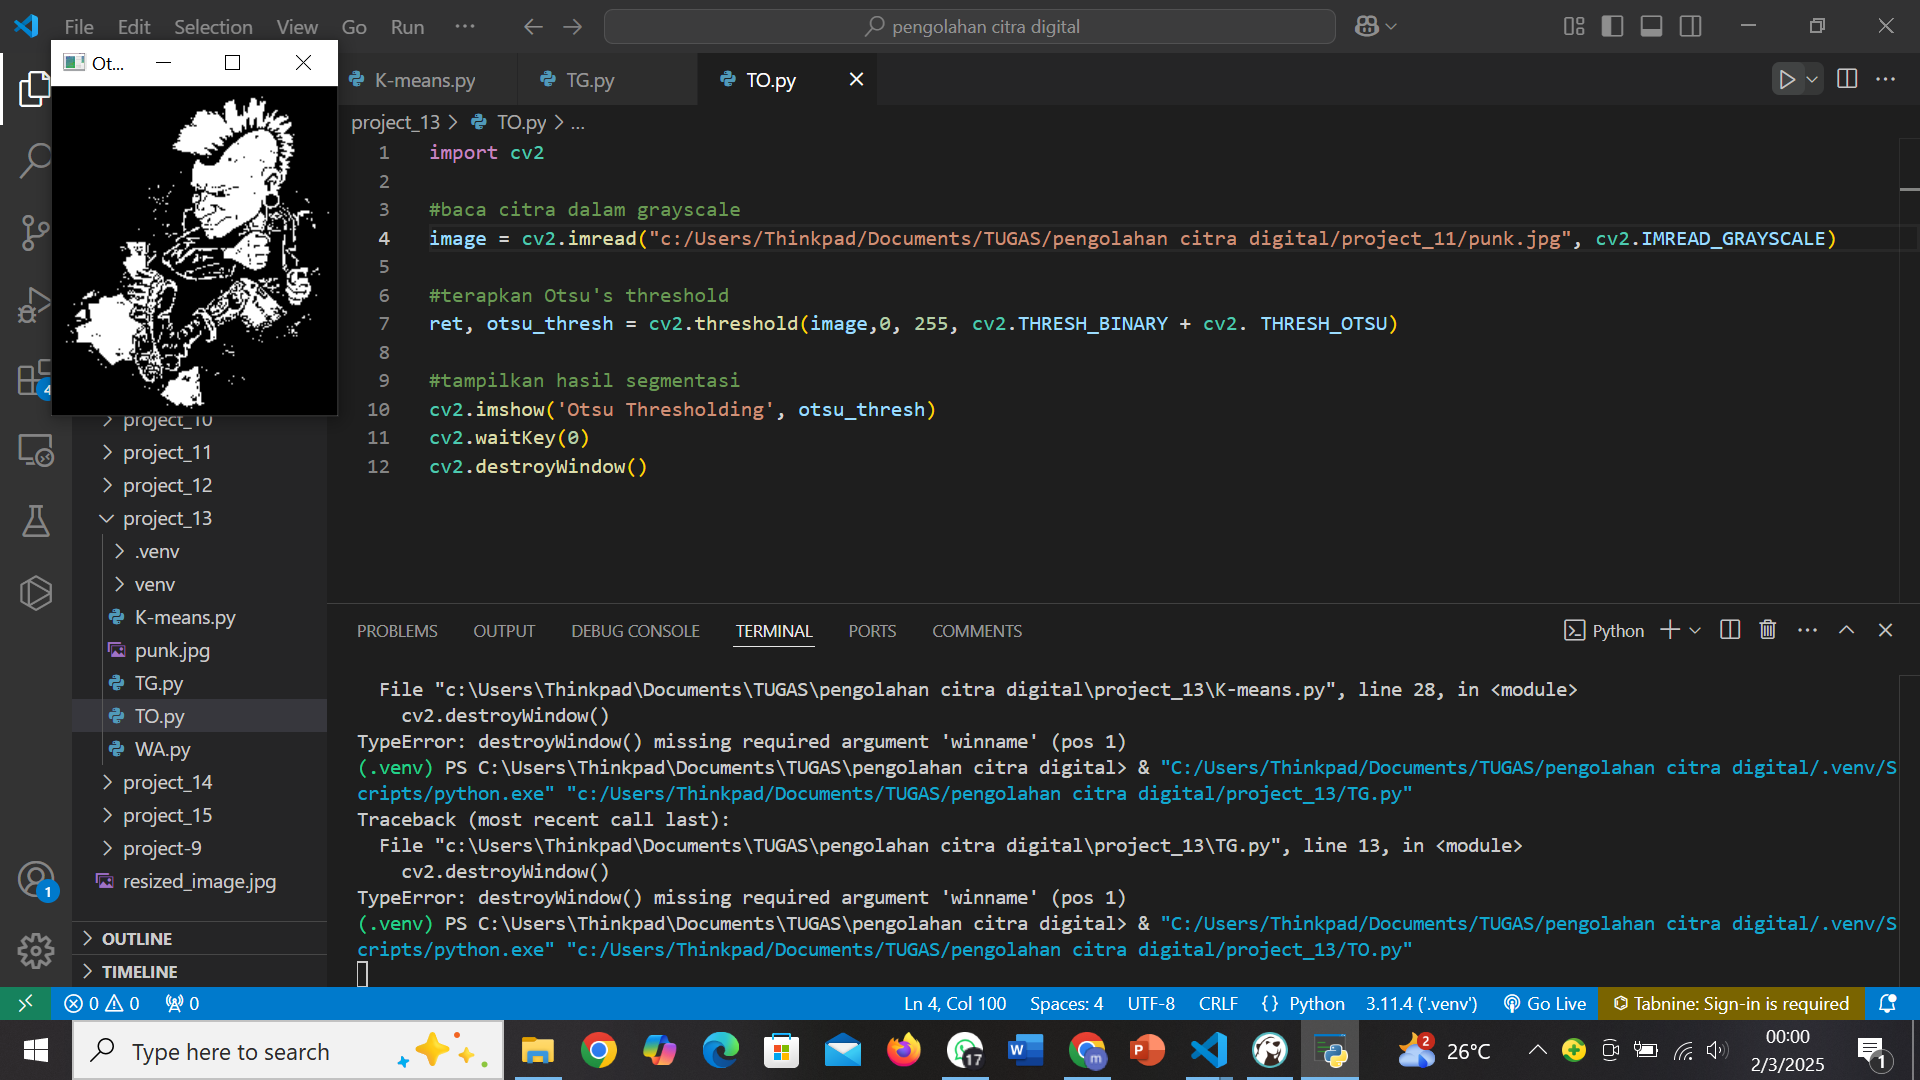 File Edit Selection View Go Run ···
pengolahan citra digital
Ot...
K-means.py
TG.py
TO.py
project_13 > TO.py > ...
1 import cv2
2
3 #baca citra dalam grayscale
4 image = cv2.imread("c:/Users/Thinkpad/Documents/TUGAS/pengolahan citra digital/project_11/punk.jpg", cv2.IMREAD_GRAYSCALE)
5
6 #terapkan Otsu's threshold
7 ret, otsu_thresh = cv2.threshold(image,0, 255, cv2.THRESH_BINARY + cv2. THRESH_OTSU)
8
9 #tampilkan hasil segmentasi
10 cv2.imshow('Otsu Thresholding', otsu_thresh)
11 cv2.waitKey(0)
12 cv2.destroyWindow()
4
project_10
project_11
project_12
project_13
.venv
venv
K-means.py
punk.jpg
TG.py
TO.py
WA.py
project_14
project_15
project-9
resized_image.jpg
1
OUTLINE
TIMELINE
PROBLEMS OUTPUT DEBUG CONSOLE TERMINAL PORTS COMMENTS
Python
File "c:\Users\Thinkpad\Documents\TUGAS\pengolahan citra digital\project_13\K-means.py", line 28, in <module>
cv2.destroyWindow()
TypeError: destroyWindow() missing required argument 'winname' (pos 1)
(.venv) PS C:\Users\Thinkpad\Documents\TUGAS\pengolahan citra digital> & "C:/Users/Thinkpad/Documents/TUGAS/pengolahan citra digital/.venv/S
cripts/python.exe" "c:/Users/Thinkpad/Documents/TUGAS/pengolahan citra digital/project_13/TG.py"
Traceback (most recent call last):
File "c:\Users\Thinkpad\Documents\TUGAS\pengolahan citra digital\project_13\TG.py", line 13, in <module>
cv2.destroyWindow()
TypeError: destroyWindow() missing required argument 'winname' (pos 1)
(.venv) PS C:\Users\Thinkpad\Documents\TUGAS\pengolahan citra digital> & "C:/Users/Thinkpad/Documents/TUGAS/pengolahan citra digital/.venv/S
cripts/python.exe" "c:/Users/Thinkpad/Documents/TUGAS/pengolahan citra digital/project_13/TO.py"
0 0 0
Ln 4, Col 100 Spaces: 4 UTF-8 CRLF {} Python 3.11.4 ('.venv') Go Live Tabnine: Sign-in is required
Type here to search
17
W
m
P
2
26°C
00:00
2/3/2025
1